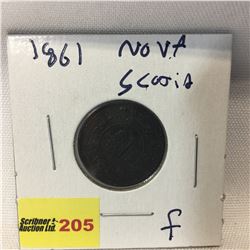 1861 NOVA
SCOTIA
Scribner
Auction Ltd. 205
f